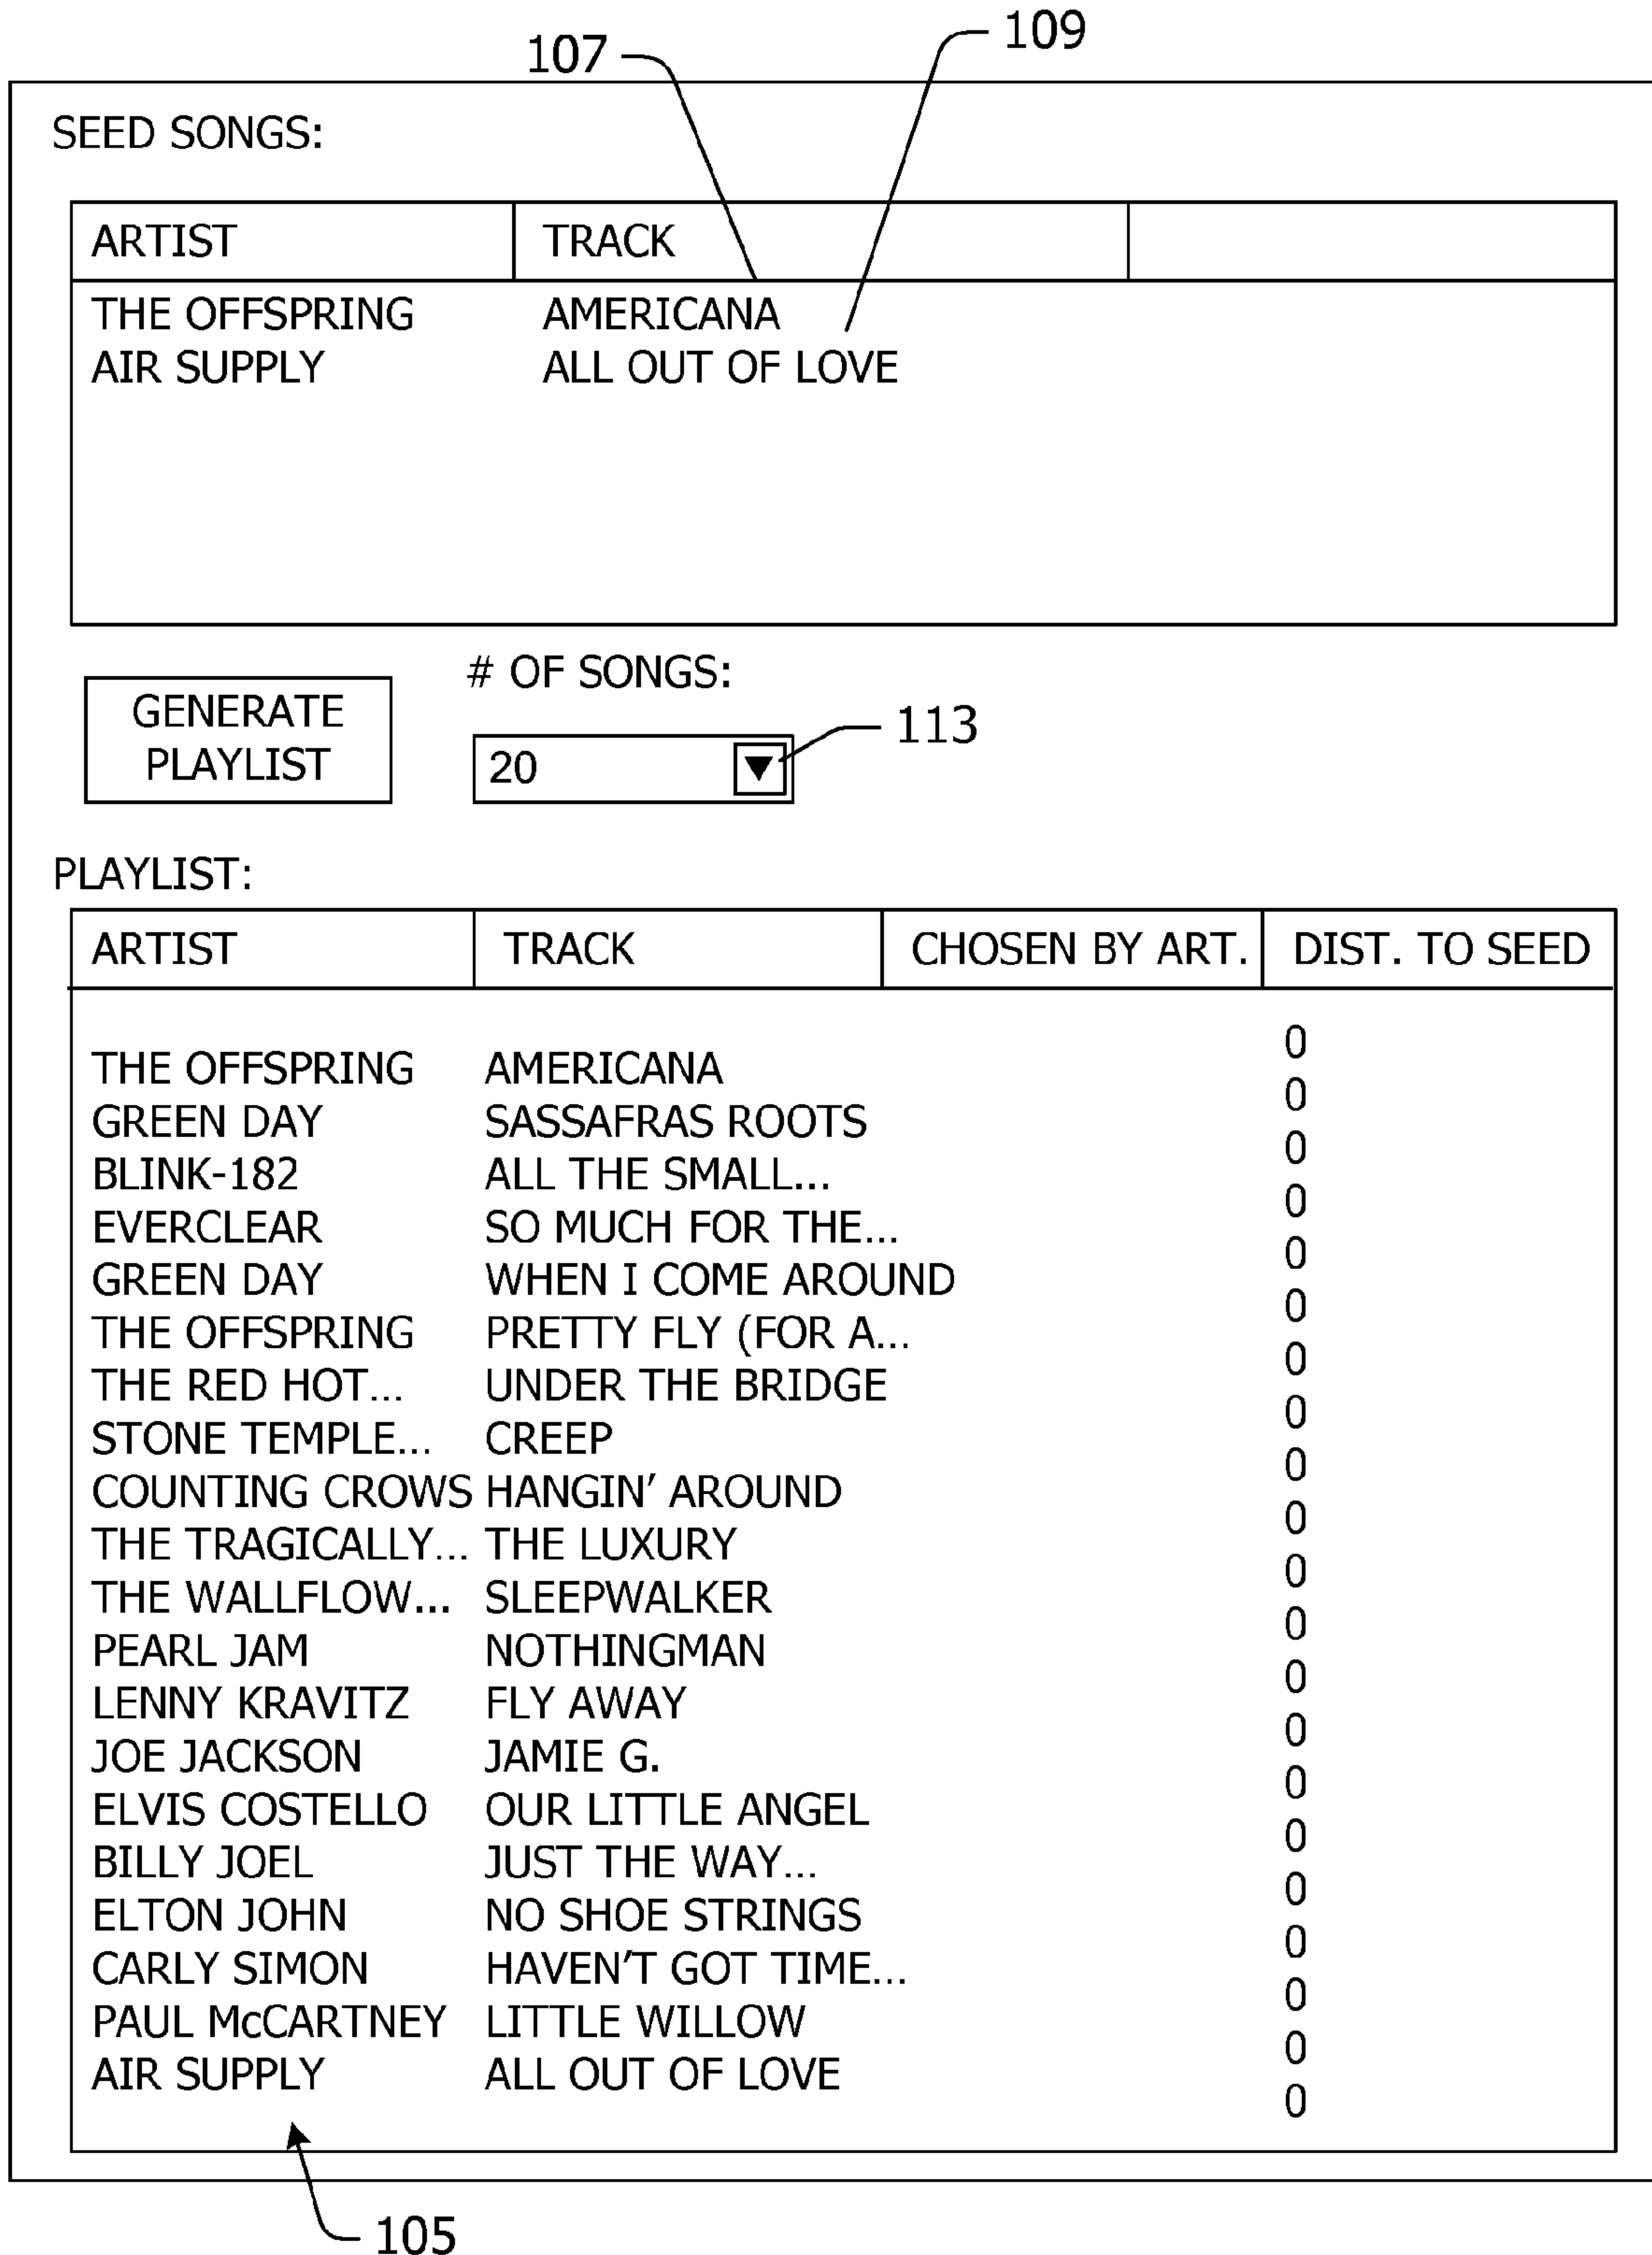 107
109
SEED SONGS:
ARTIST TRACK
THE OFFSPRING AMERICANA
AIR SUPPLY ALL OUT OF LOVE
# OF SONGS:
GENERATE
PLAYLIST
20
113
PLAYLIST:
ARTIST TRACK CHOSEN BY ART. DIST. TO SEED
THE OFFSPRING AMERICANA 0
GREEN DAY SASSAFRAS ROOTS 0
BLINK-182 ALL THE SMALL... 0
EVERCLEAR SO MUCH FOR THE... 0
GREEN DAY WHEN I COME AROUND 0
THE OFFSPRING PRETTY FLY (FOR A... 0
THE RED HOT... UNDER THE BRIDGE 0
STONE TEMPLE... CREEP 0
COUNTING CROWS HANGIN' AROUND 0
THE TRAGICALLY... THE LUXURY 0
THE WALLFLOW... SLEEPWALKER 0
PEARL JAM NOTHINGMAN 0
LENNY KRAVITZ FLY AWAY 0
JOE JACKSON JAMIE G. 0
ELVIS COSTELLO OUR LITTLE ANGEL 0
BILLY JOEL JUST THE WAY... 0
ELTON JOHN NO SHOE STRINGS 0
CARLY SIMON HAVEN'T GOT TIME... 0
PAUL McCARTNEY LITTLE WILLOW 0
AIR SUPPLY ALL OUT OF LOVE 0
0
105